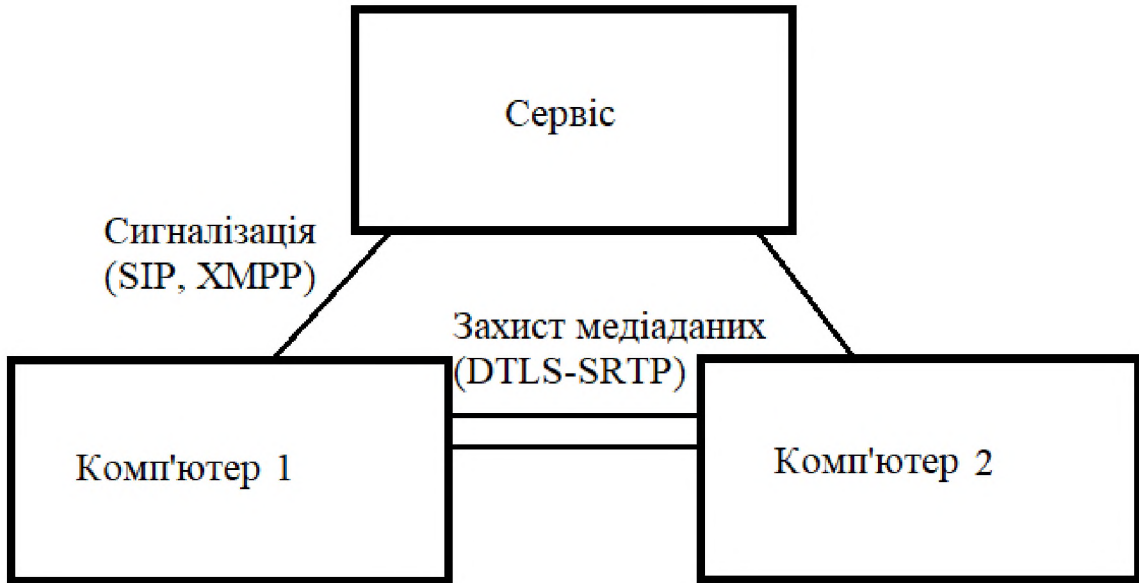 Сервіс
Сигналізація
(SIP, XMPP)
Захист медіаданих
(DTLS-SRTP)
Комп'ютер 1
Комп'ютер 2